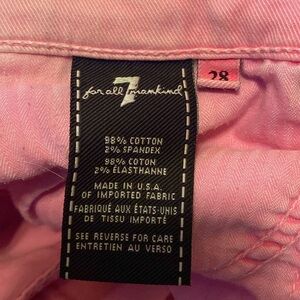 for all 7 mankind
28
98% COTTON
2% SPANDEX
98% COTON
2% ÉLASTHANNE
MADE IN U.S.A.
OF IMPORTED FABRIC
FABRIQUÉ AUX ÉTATS-UNIS
DE TISSU IMPORTÉ
SEE REVERSE FOR CARE
ENTRETIEN AU VERSO